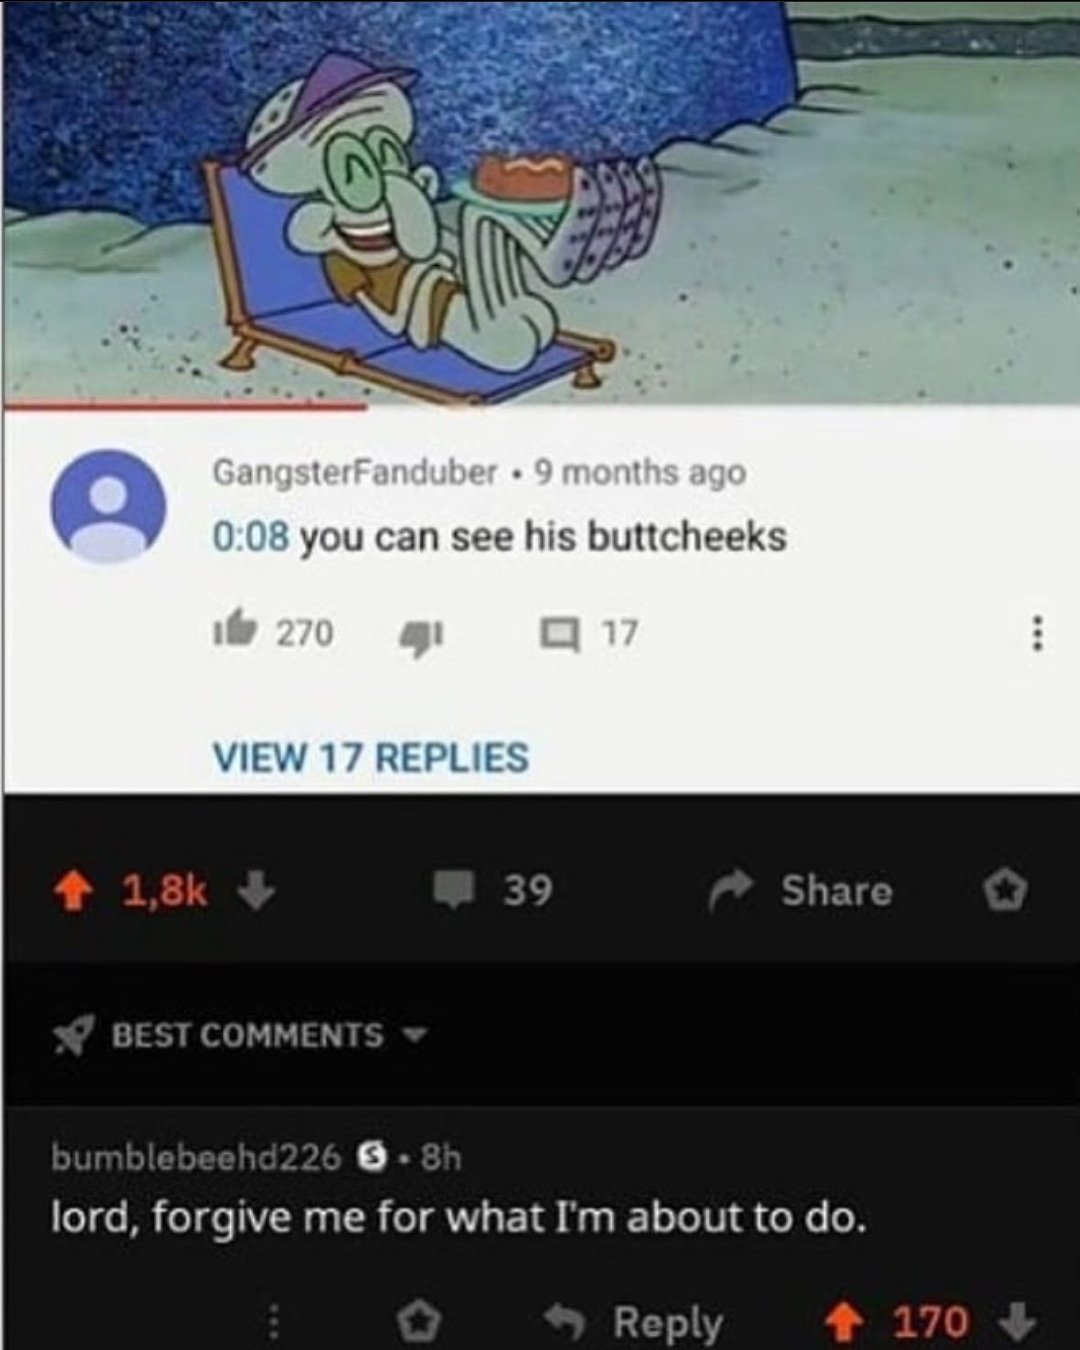 GangsterFanduber • 9 months ago
0:08 you can see his buttcheeks
270 17
VIEW 17 REPLIES
1,8k 39 Share
BEST COMMENTS
bumblebeehd226 S • 8h
lord, forgive me for what I'm about to do.
Reply 170